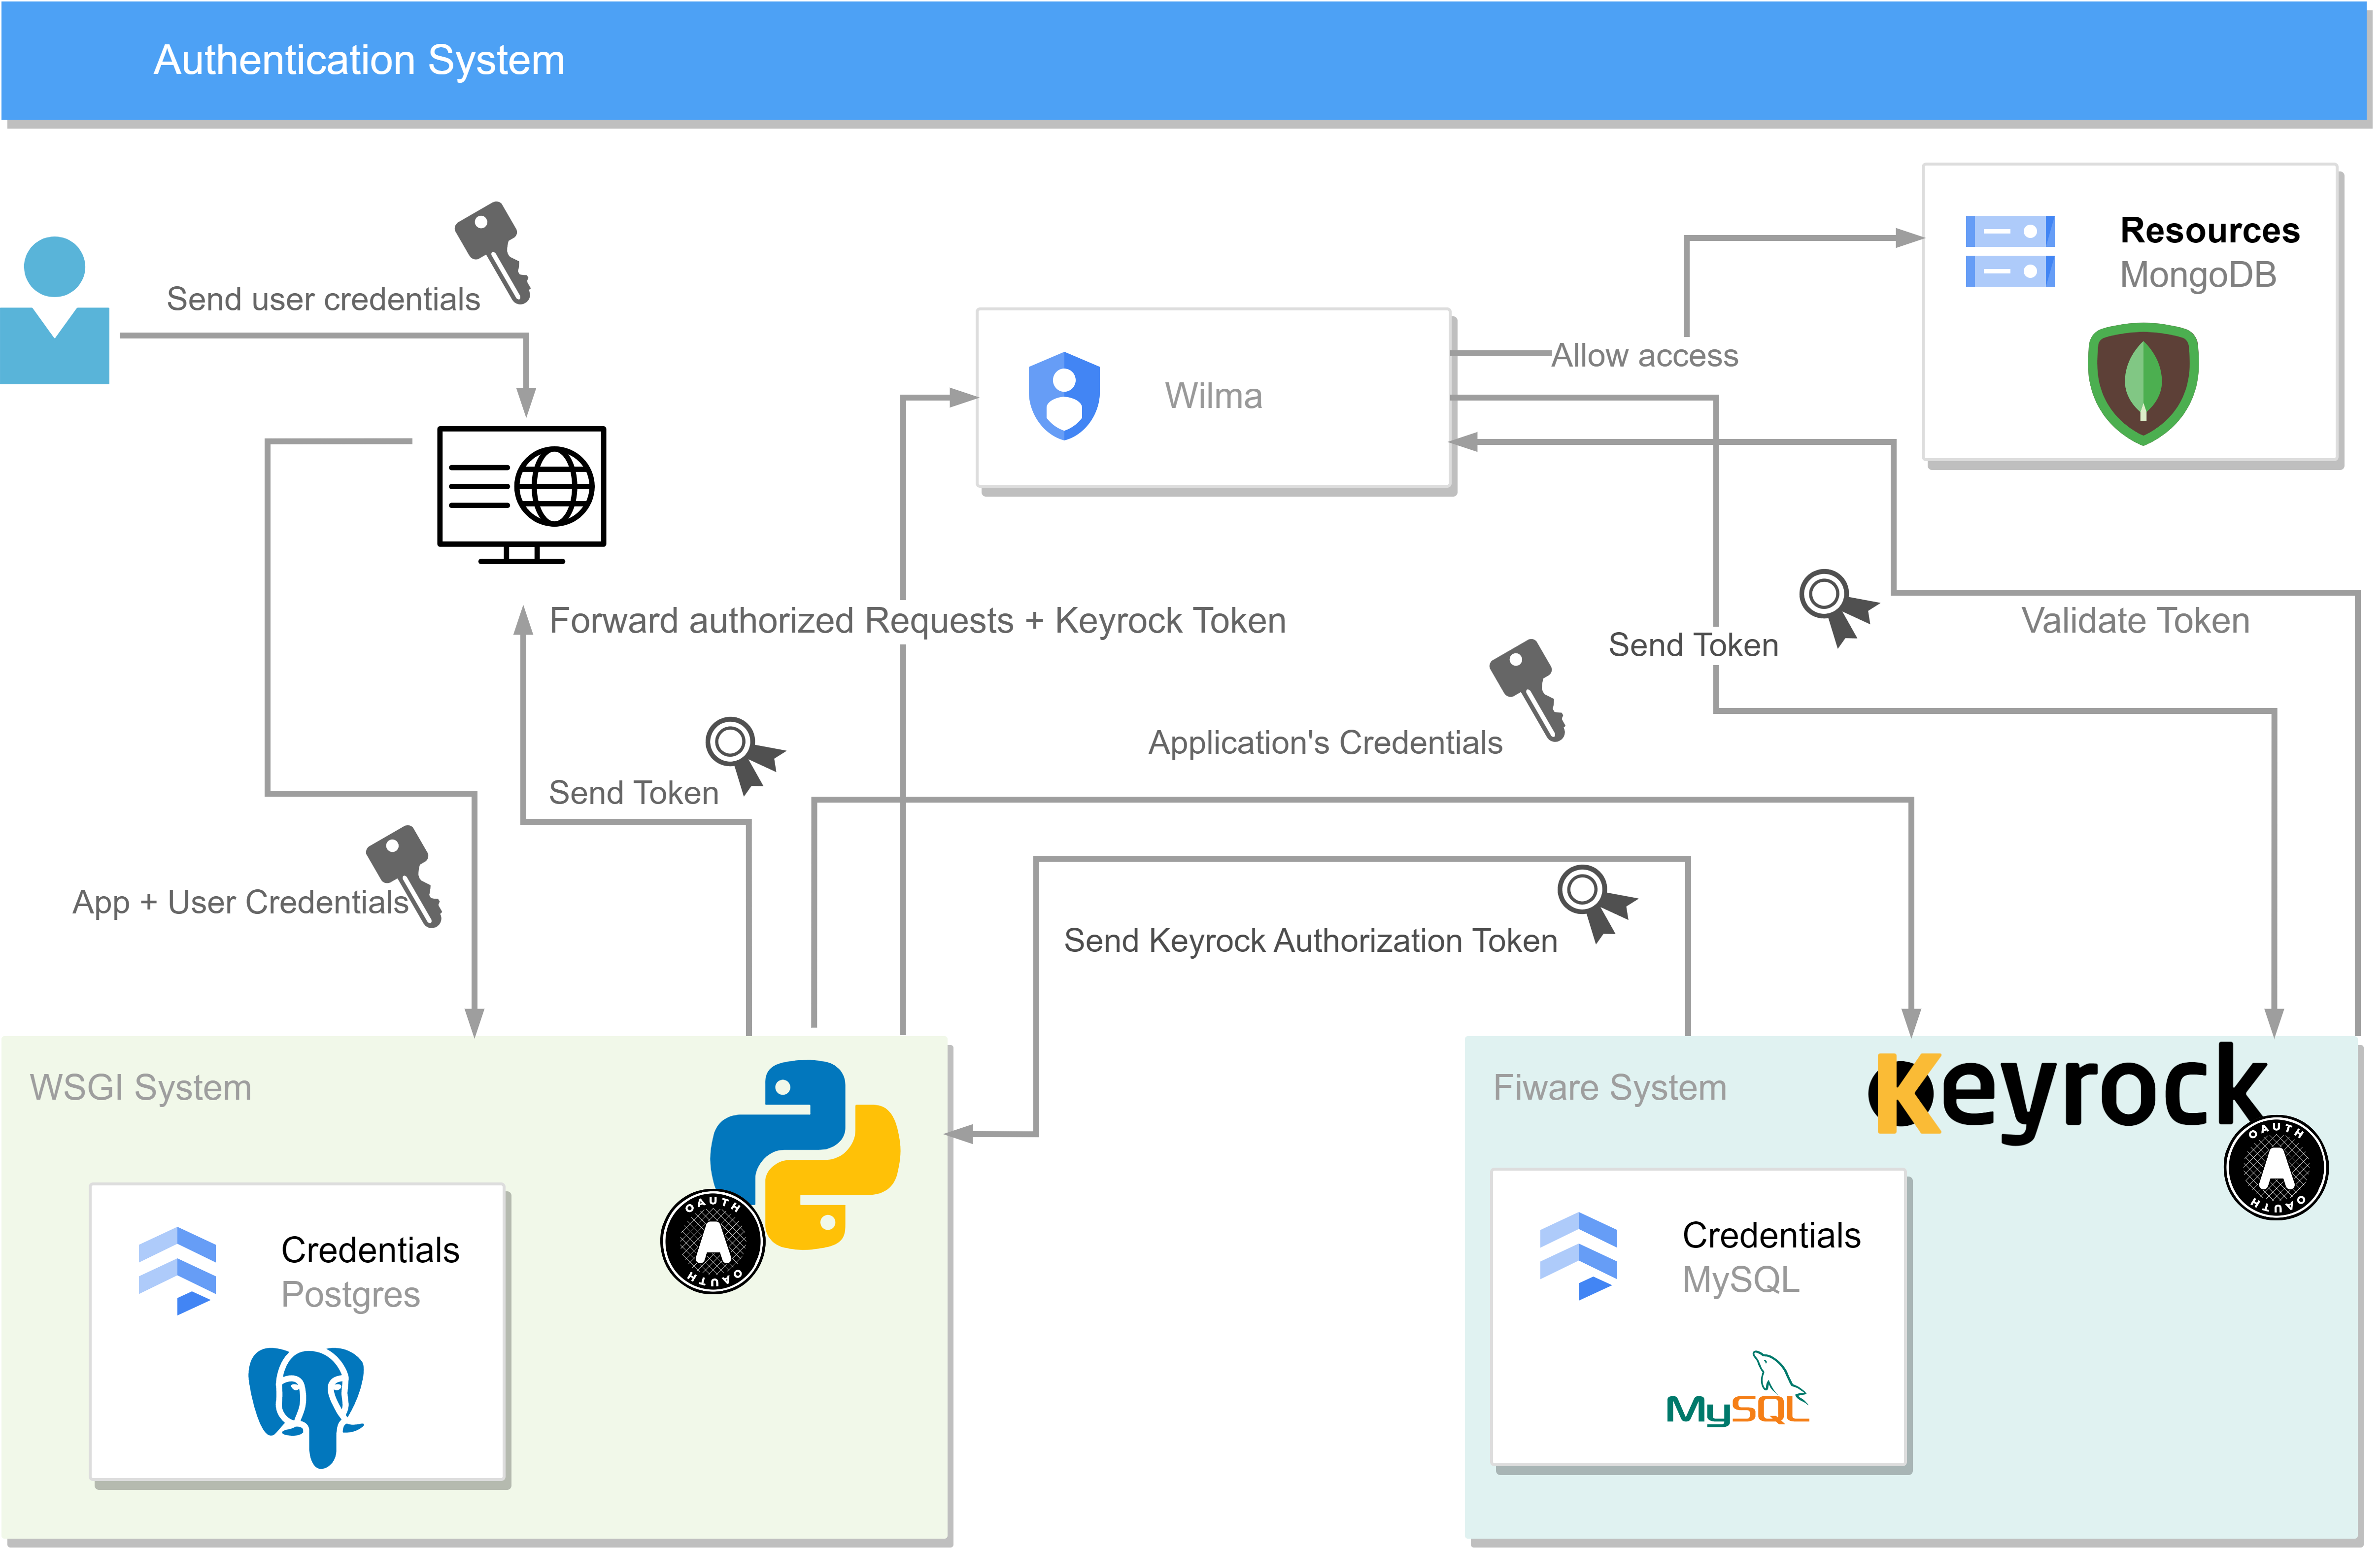 Authentication System
Send user credentials
Resources
MongoDB
Allow access
Wilma
Forward authorized Requests + Keyrock Token
Send Token
Validate Token
Application's Credentials
Send Token
App + User Credentials
Send Keyrock Authorization Token
WSGI System
OAUTH
OAUTH
Credentials
Postgres
Fiware System
Keyrock
OAUTH
OAUTH
Credentials
MySQL
MySQL